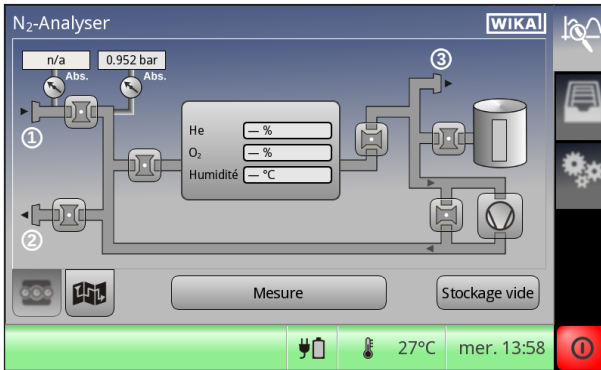 N₂-Analyser
WIKA
n/a
0.952 bar
Abs.
Abs.
3
1
He
— %
O₂
— %
Humidité
— °C
2
Mesure
Stockage vide
27°C
mer. 13:58